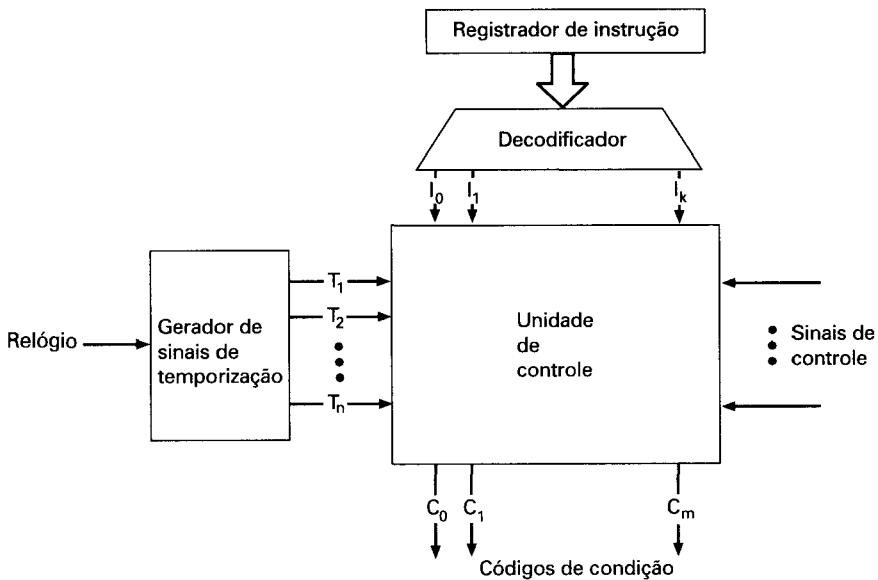 Registrador de instrução
Decodificador
I0 I1 Ik
Relógio
Gerador de
sinais de
temporização
T1
T2
Tn
Unidade
de
controle
Sinais de
controle
C0 C1 Cm
Códigos de condição